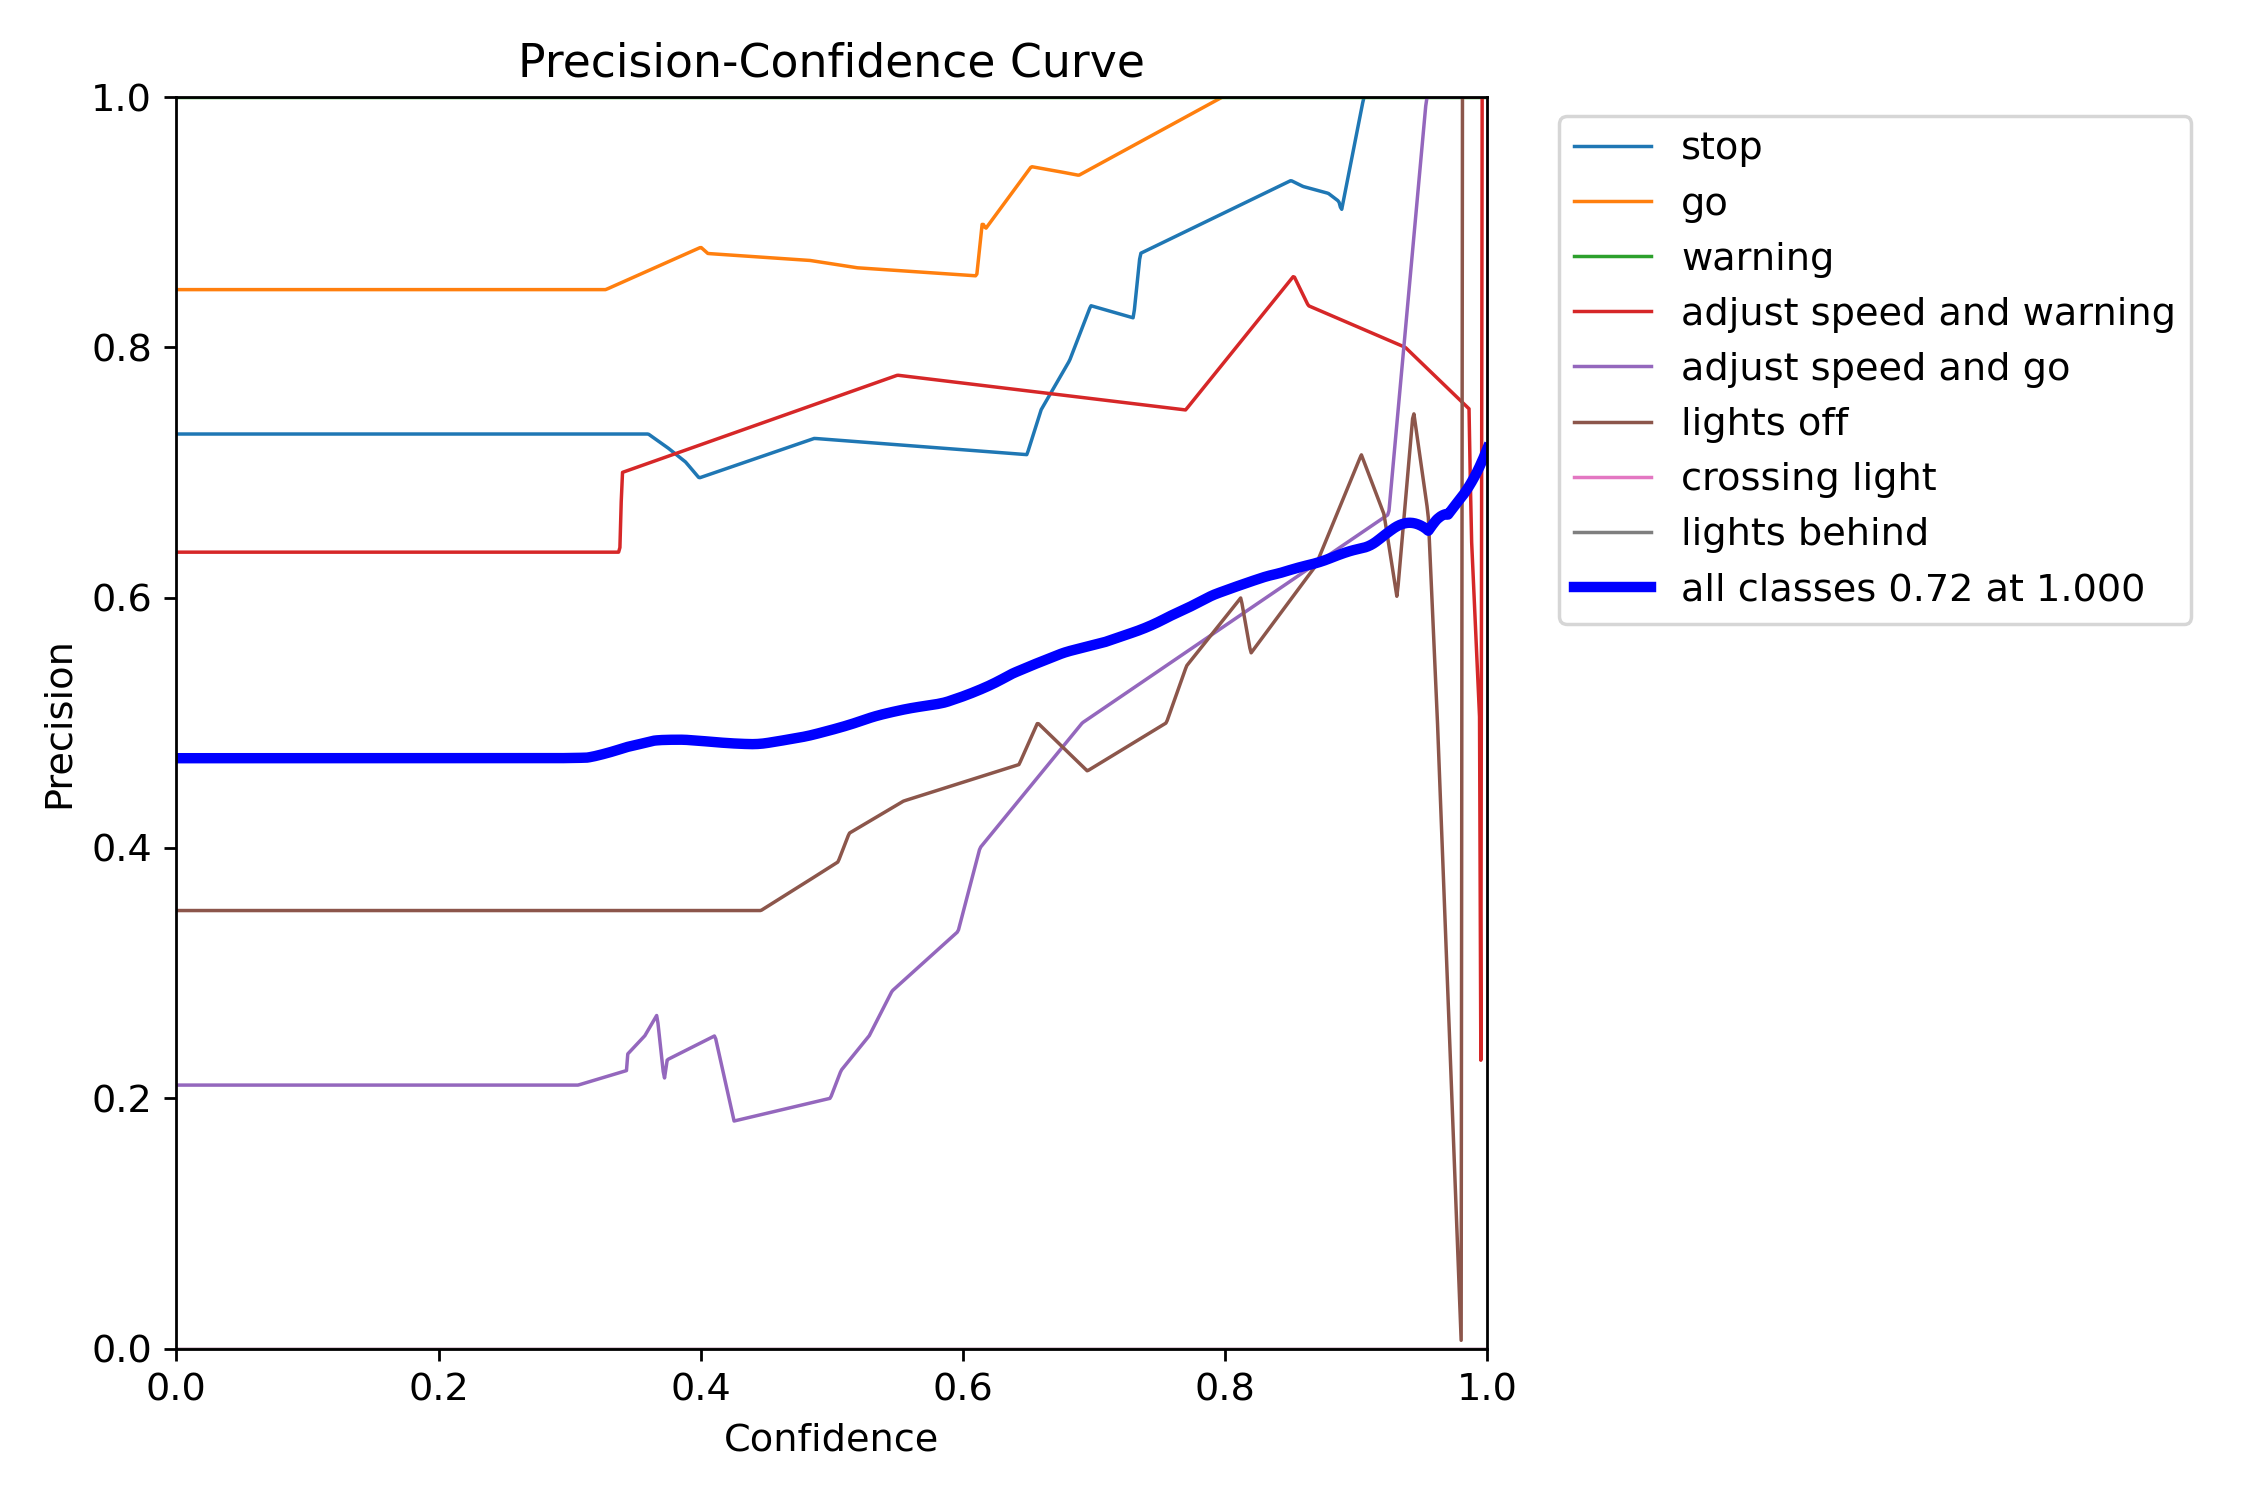 Precision-Confidence Curve
1.0
0.8
0.6
0.4
0.2
0.0
Precision
0.0 0.2 0.4 0.6 0.8 1.0
Confidence
stop
go
warning
adjust speed and warning
adjust speed and go
lights off
crossing light
lights behind
all classes 0.72 at 1.000